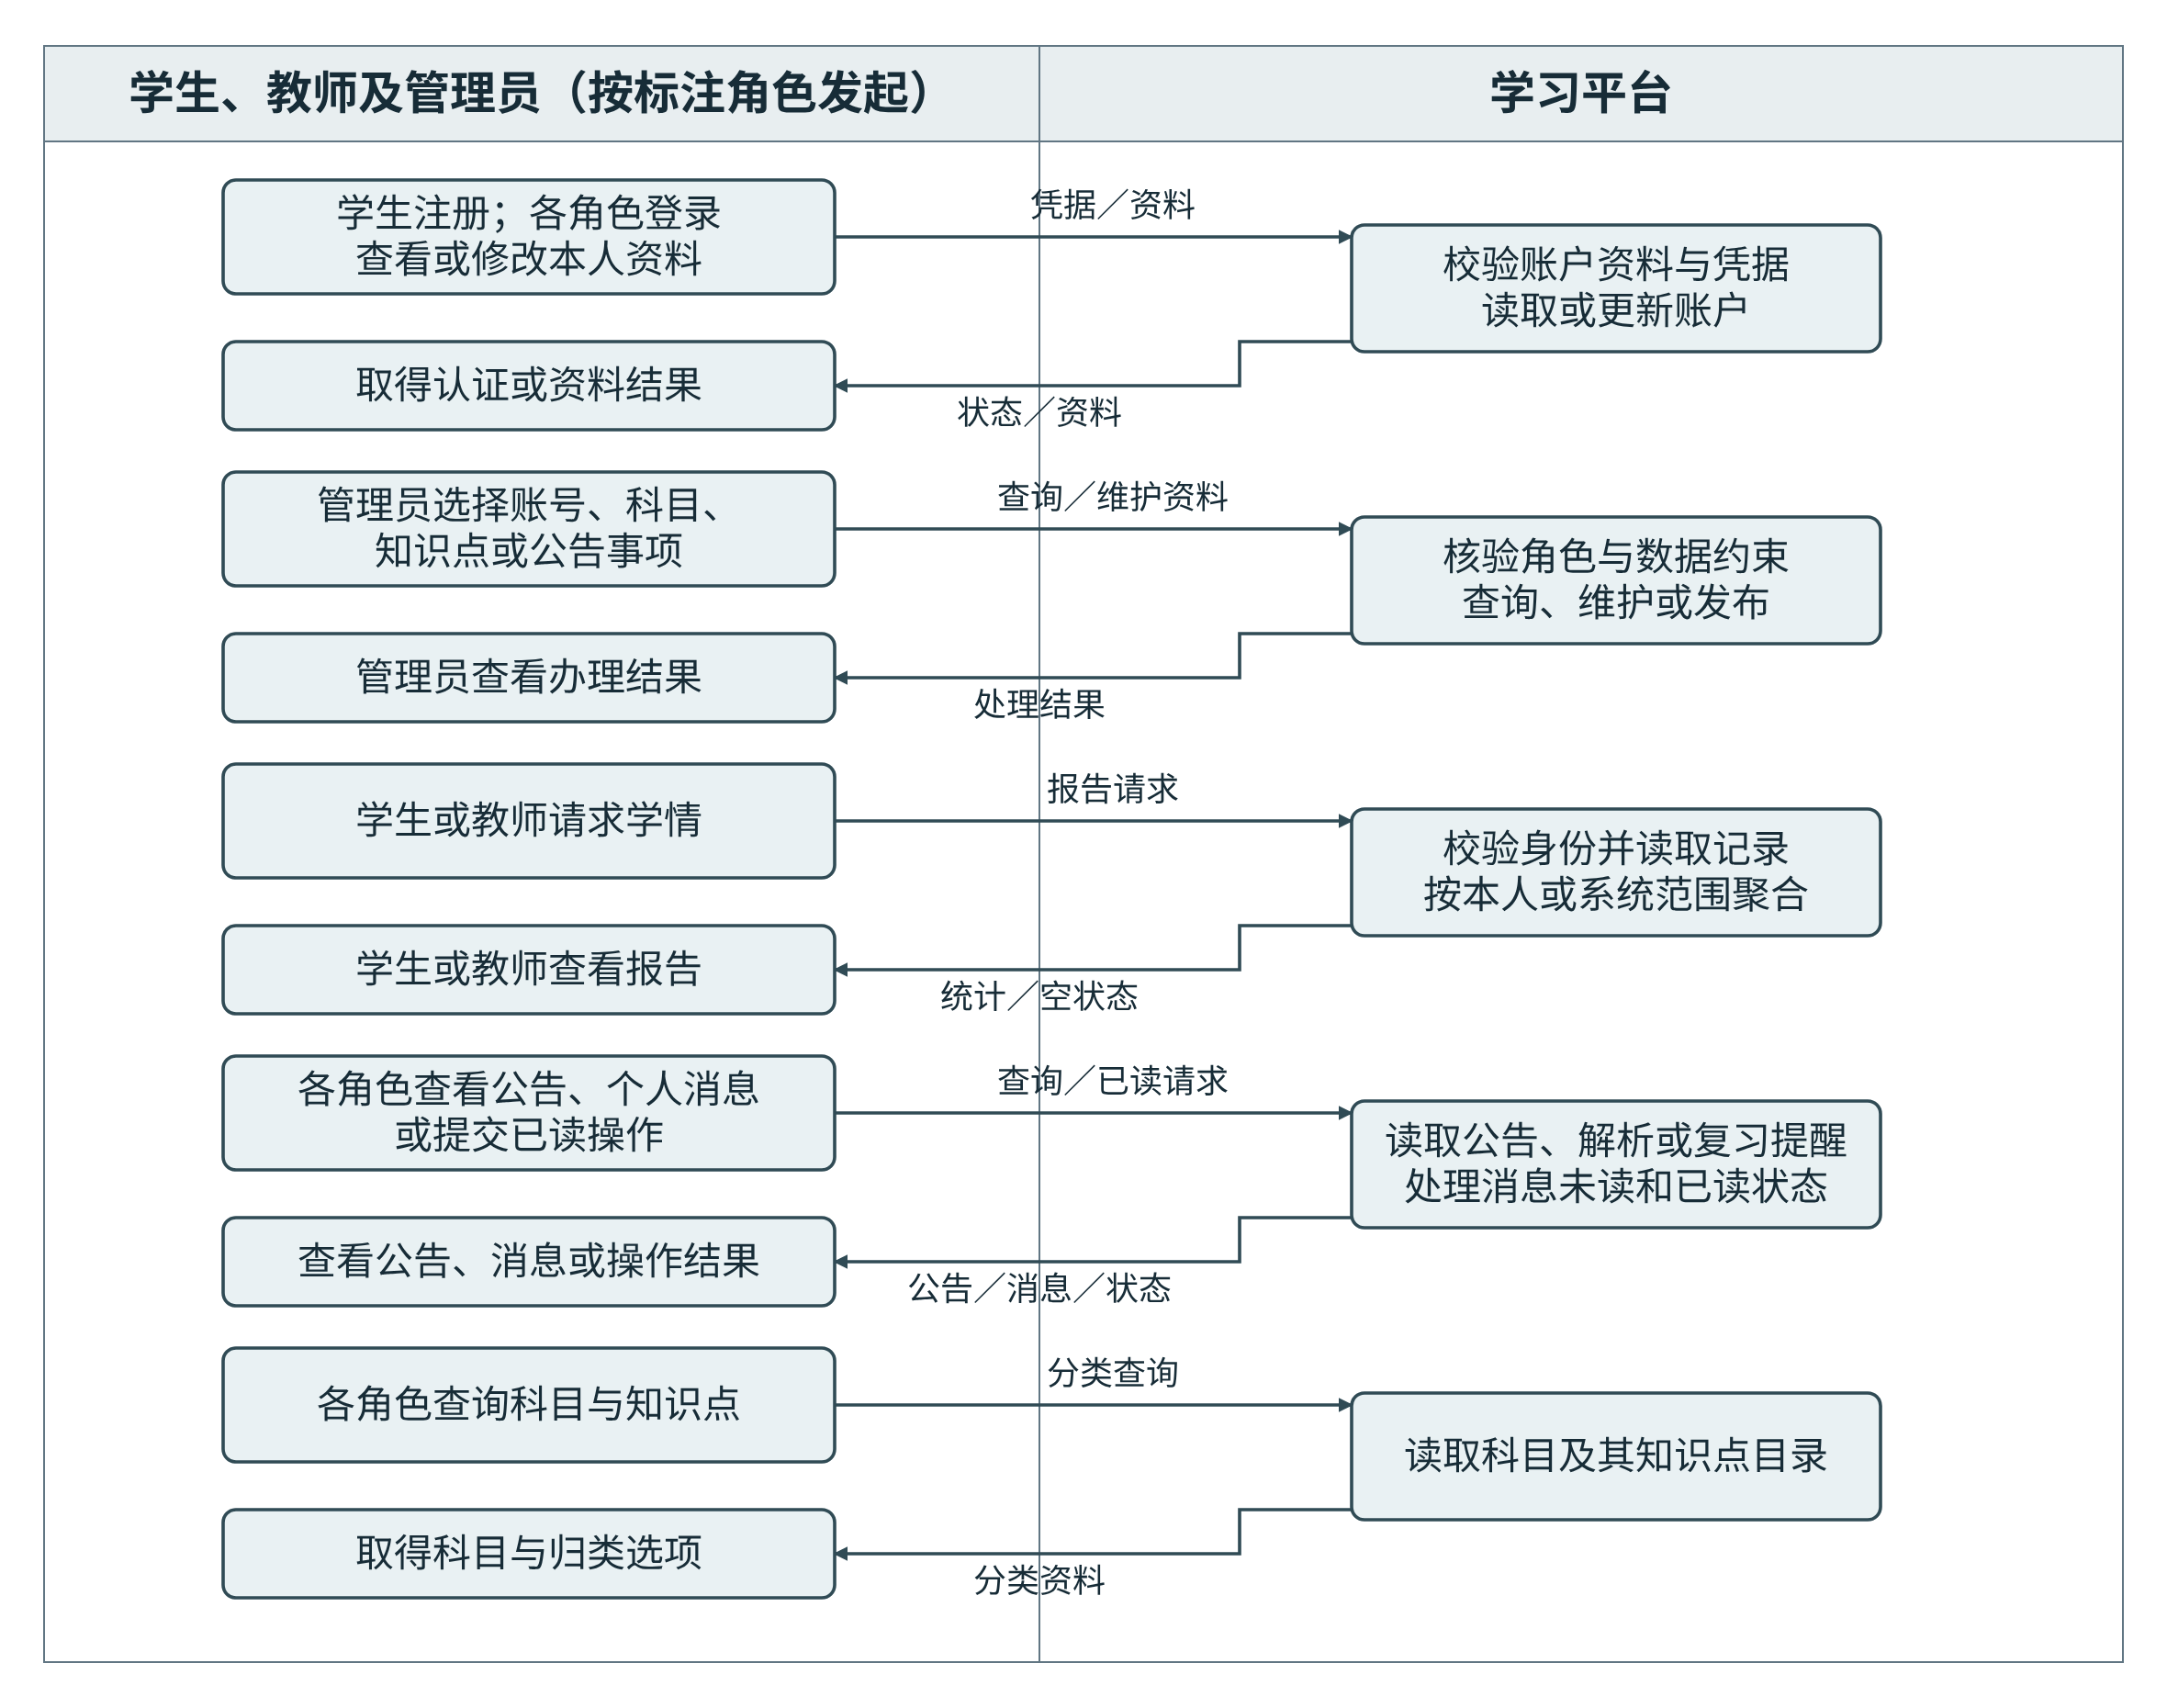 学生、教师及管理员（按标注角色发起）
学习平台
学生注册；各角色登录
查看或修改本人资料
凭据／资料
校验账户资料与凭据
读取或更新账户
取得认证或资料结果
状态／资料
管理员选择账号、科目、
知识点或公告事项
查询／维护资料
核验角色与数据约束
查询、维护或发布
管理员查看办理结果
处理结果
学生或教师请求学情
报告请求
校验身份并读取记录
按本人或系统范围聚合
学生或教师查看报告
统计／空状态
各角色查看公告、个人消息
或提交已读操作
查询／已读请求
读取公告、解析或复习提醒
处理消息未读和已读状态
查看公告、消息或操作结果
公告／消息／状态
各角色查询科目与知识点
分类查询
读取科目及其知识点目录
取得科目与归类选项
分类资料